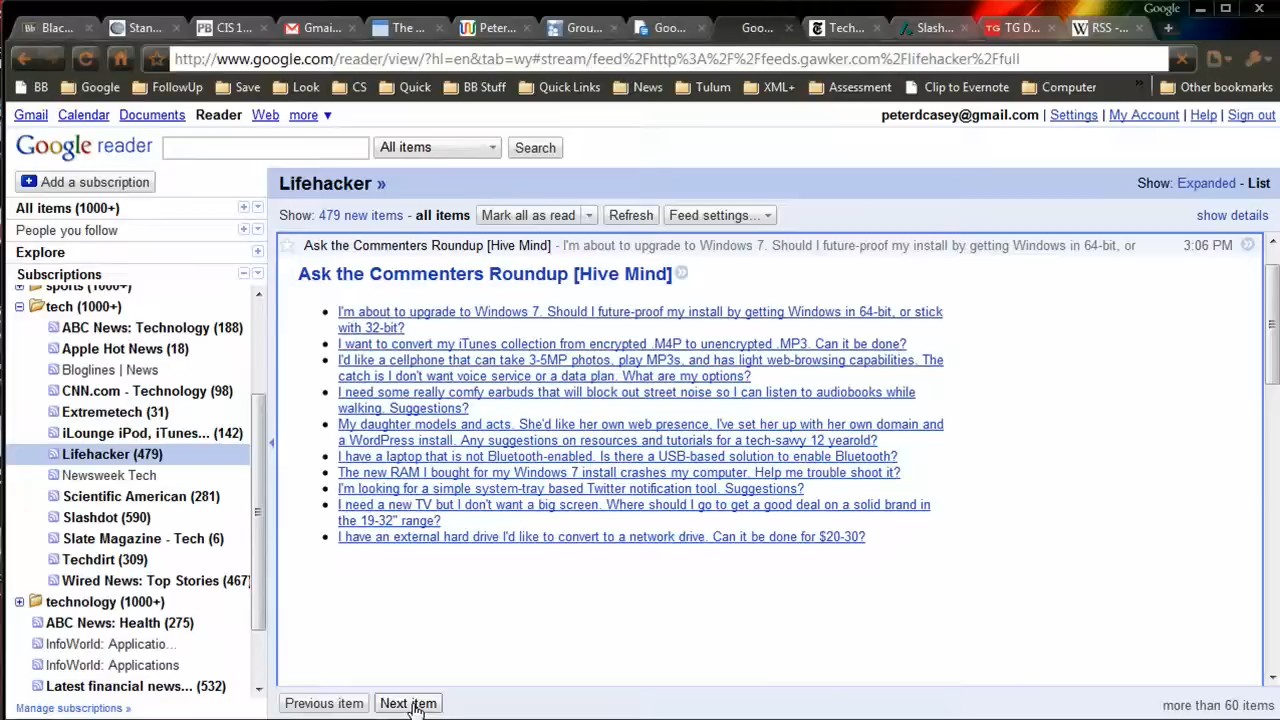 Google
Blac...
Stan...
CIS 1...
Gmai...
The ...
Peter...
Grou...
Goo...
Goo...
Tech...
Slash...
TG D...
RSS -...
http://www.google.com/reader/view/?hl=en&tab=wy#stream/feed%2Fhttp%3A%2F%2Ffeeds.gawker.com%2Flifehacker%2Ffull
BB Google FollowUp Save Look CS Quick BB Stuff Quick Links News Tulum XML+ Assessment Clip to Evernote Computer » Other bookmarks
Gmail Calendar Documents Reader Web more ▼
peterdcasey@gmail.com | Settings | My Account | Help | Sign out
Google reader
All items
Search
Add a subscription
All items (1000+)
People you follow
Explore
Subscriptions
sports (1000+)
tech (1000+)
ABC News: Technology (188)
Apple Hot News (18)
Bloglines | News
CNN.com - Technology (98)
Extremetech (31)
iLounge iPod, iTunes... (142)
Lifehacker (479)
Newsweek Tech
Scientific American (281)
Slashdot (590)
Slate Magazine - Tech (6)
Techdirt (309)
Wired News: Top Stories (467)
technology (1000+)
ABC News: Health (275)
InfoWorld: Applicatio...
InfoWorld: Applications
Latest financial news... (532)
Manage subscriptions »
Lifehacker »
Show: Expanded - List
Show: 479 new items - all items
Mark all as read
Refresh
Feed settings...
show details
Ask the Commenters Roundup [Hive Mind] - I'm about to upgrade to Windows 7. Should I future-proof my install by getting Windows in 64-bit, or
3:06 PM
Ask the Commenters Roundup [Hive Mind]
I'm about to upgrade to Windows 7. Should I future-proof my install by getting Windows in 64-bit, or stick
with 32-bit?
I want to convert my iTunes collection from encrypted .M4P to unencrypted .MP3. Can it be done?
I'd like a cellphone that can take 3-5MP photos, play MP3s, and has light web-browsing capabilities. The
catch is I don't want voice service or a data plan. What are my options?
I need some really comfy earbuds that will block out street noise so I can listen to audiobooks while
walking. Suggestions?
My daughter models and acts. She'd like her own web presence, I've set her up with her own domain and
a WordPress install. Any suggestions on resources and tutorials for a tech-savvy 12 yearold?
I have a laptop that is not Bluetooth-enabled. Is there a USB-based solution to enable Bluetooth?
The new RAM I bought for my Windows 7 install crashes my computer. Help me trouble shoot it?
I'm looking for a simple system-tray based Twitter notification tool. Suggestions?
I need a new TV but I don't want a big screen. Where should I go to get a good deal on a solid brand in
the 19-32" range?
I have an external hard drive I'd like to convert to a network drive. Can it be done for $20-30?
Previous item
Next item
more than 60 items